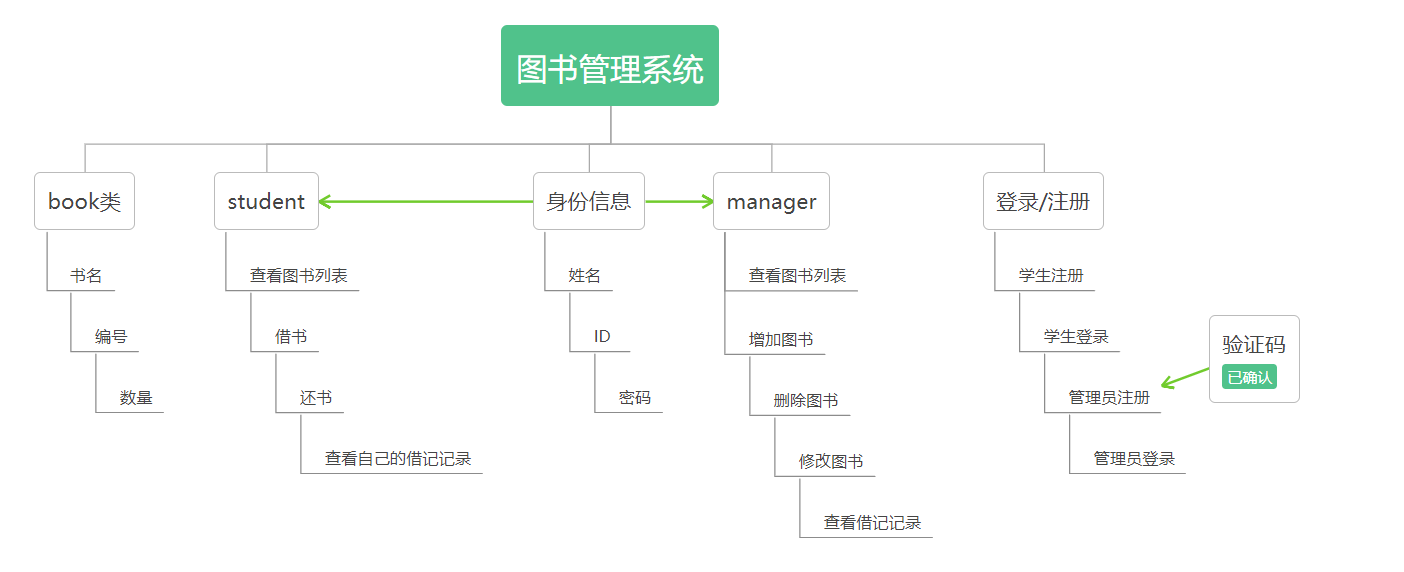 图书管理系统
book类
student
身份信息
manager
登录/注册
书名
查看图书列表
姓名
查看图书列表
学生注册
编号
借书
ID
增加图书
学生登录
验证码
已确认
数量
还书
密码
删除图书
管理员注册
查看自己的借记记录
修改图书
管理员登录
查看借记记录